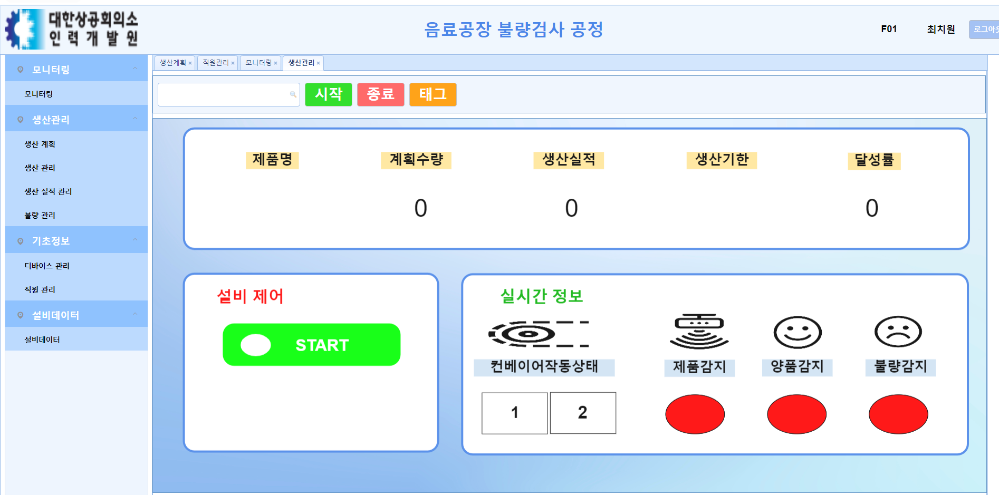 대한상공회의소
인력개발원
음료공장 불량검사 공정
F01
최치원
로그아웃
모니터링
모니터링
생산관리
생산 계획
생산 관리
생산 실적 관리
불량 관리
기초정보
디바이스 관리
직원 관리
설비데이터
설비데이터
생산계획 × 직원관리 × 모니터링 × 생산관리 ×
시작 종료 태그
제품명 계획수량 생산실적 생산기한 달성률
0 0 0
설비 제어
START
실시간 정보
컨베이어작동상태 제품감지 양품감지 불량감지
1 2